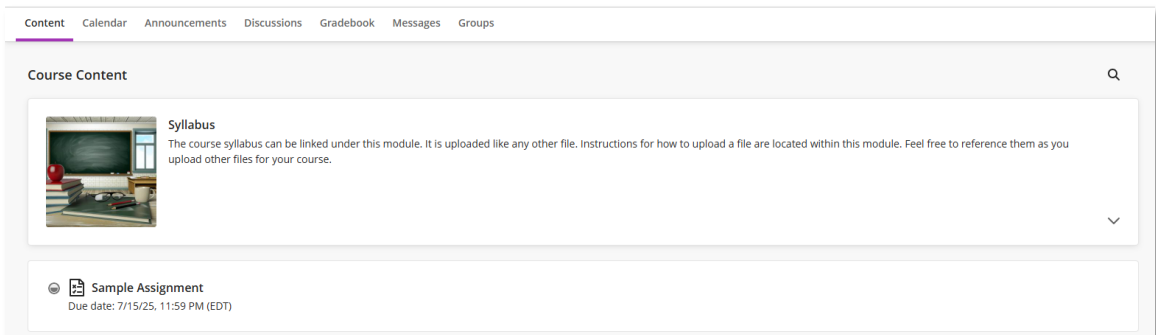 Content Calendar Announcements Discussions Gradebook Messages Groups
Course Content
Syllabus
The course syllabus can be linked under this module. It is uploaded like any other file. Instructions for how to upload a file are located within this module. Feel free to reference them as you
upload other files for your course.
Sample Assignment
Due date: 7/15/25, 11:59 PM (EDT)